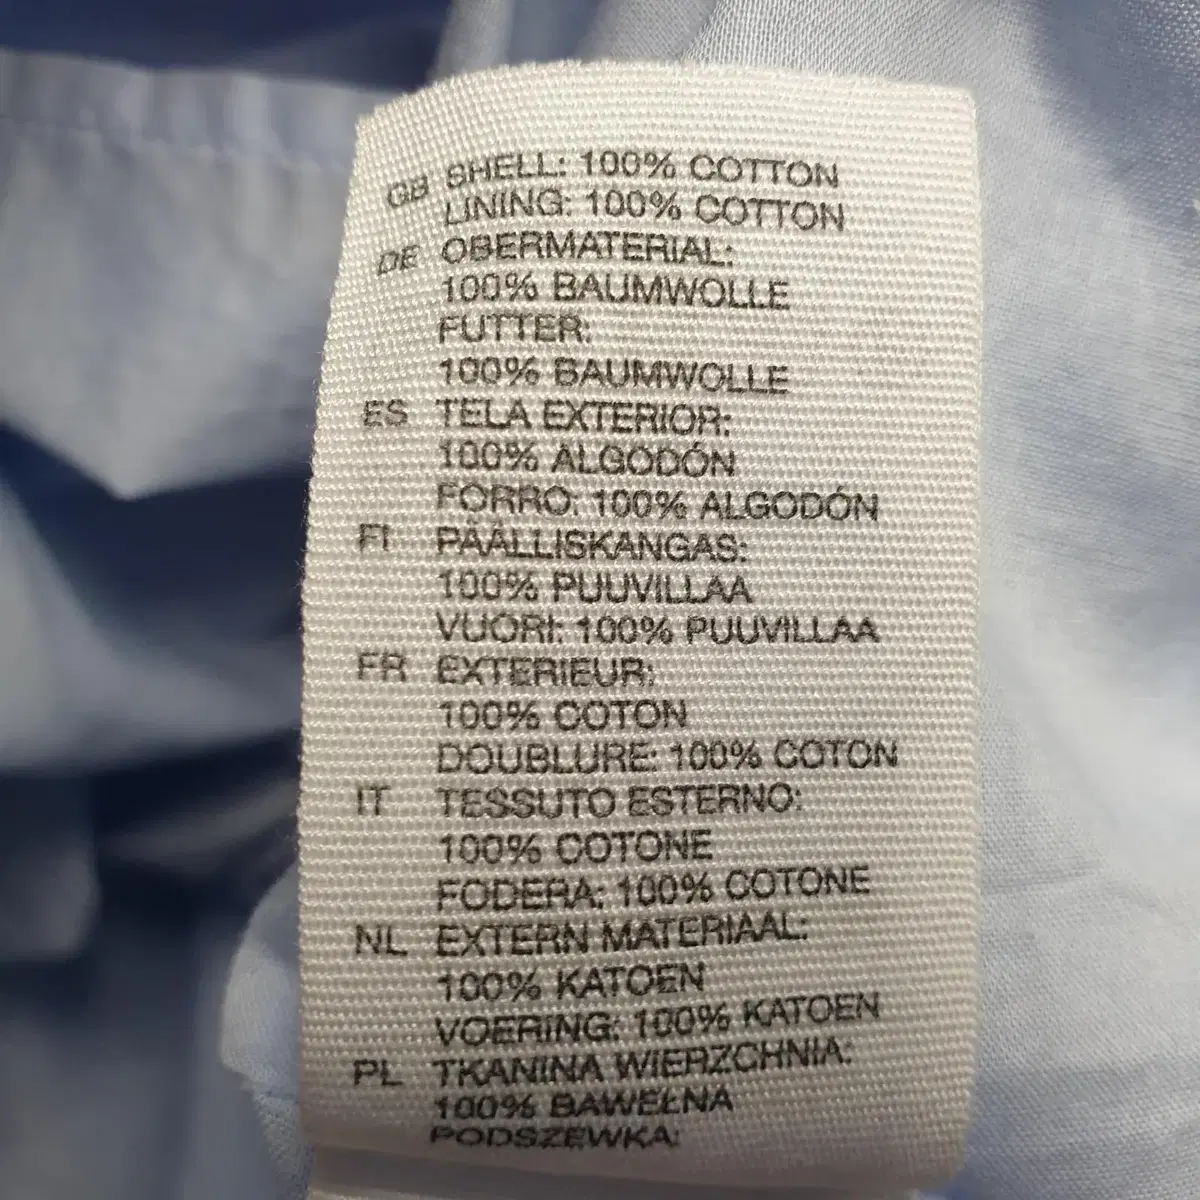 GB SHELL: 100% COTTON
LINING: 100% COTTON
DE OBERMATERIAL:
100% BAUMWOLLE
FUTTER:
100% BAUMWOLLE
ES TELA EXTERIOR:
100% ALGODÓN
FORRO: 100% ALGODÓN
FI PÄÄLLISKANGAS:
100% PUUVILLAA
VUORI: 100% PUUVILLAA
FR EXTERIEUR:
100% COTON
DOUBLURE: 100% COTON
IT TESSUTO ESTERNO:
100% COTONE
FODERA: 100% COTONE
NL EXTERN MATERIAAL:
100% KATOEN
VOERING: 100% KATOEN
PL TKANINA WIERZCHNIA:
100% BAWEŁNA
PODSZEWKA: